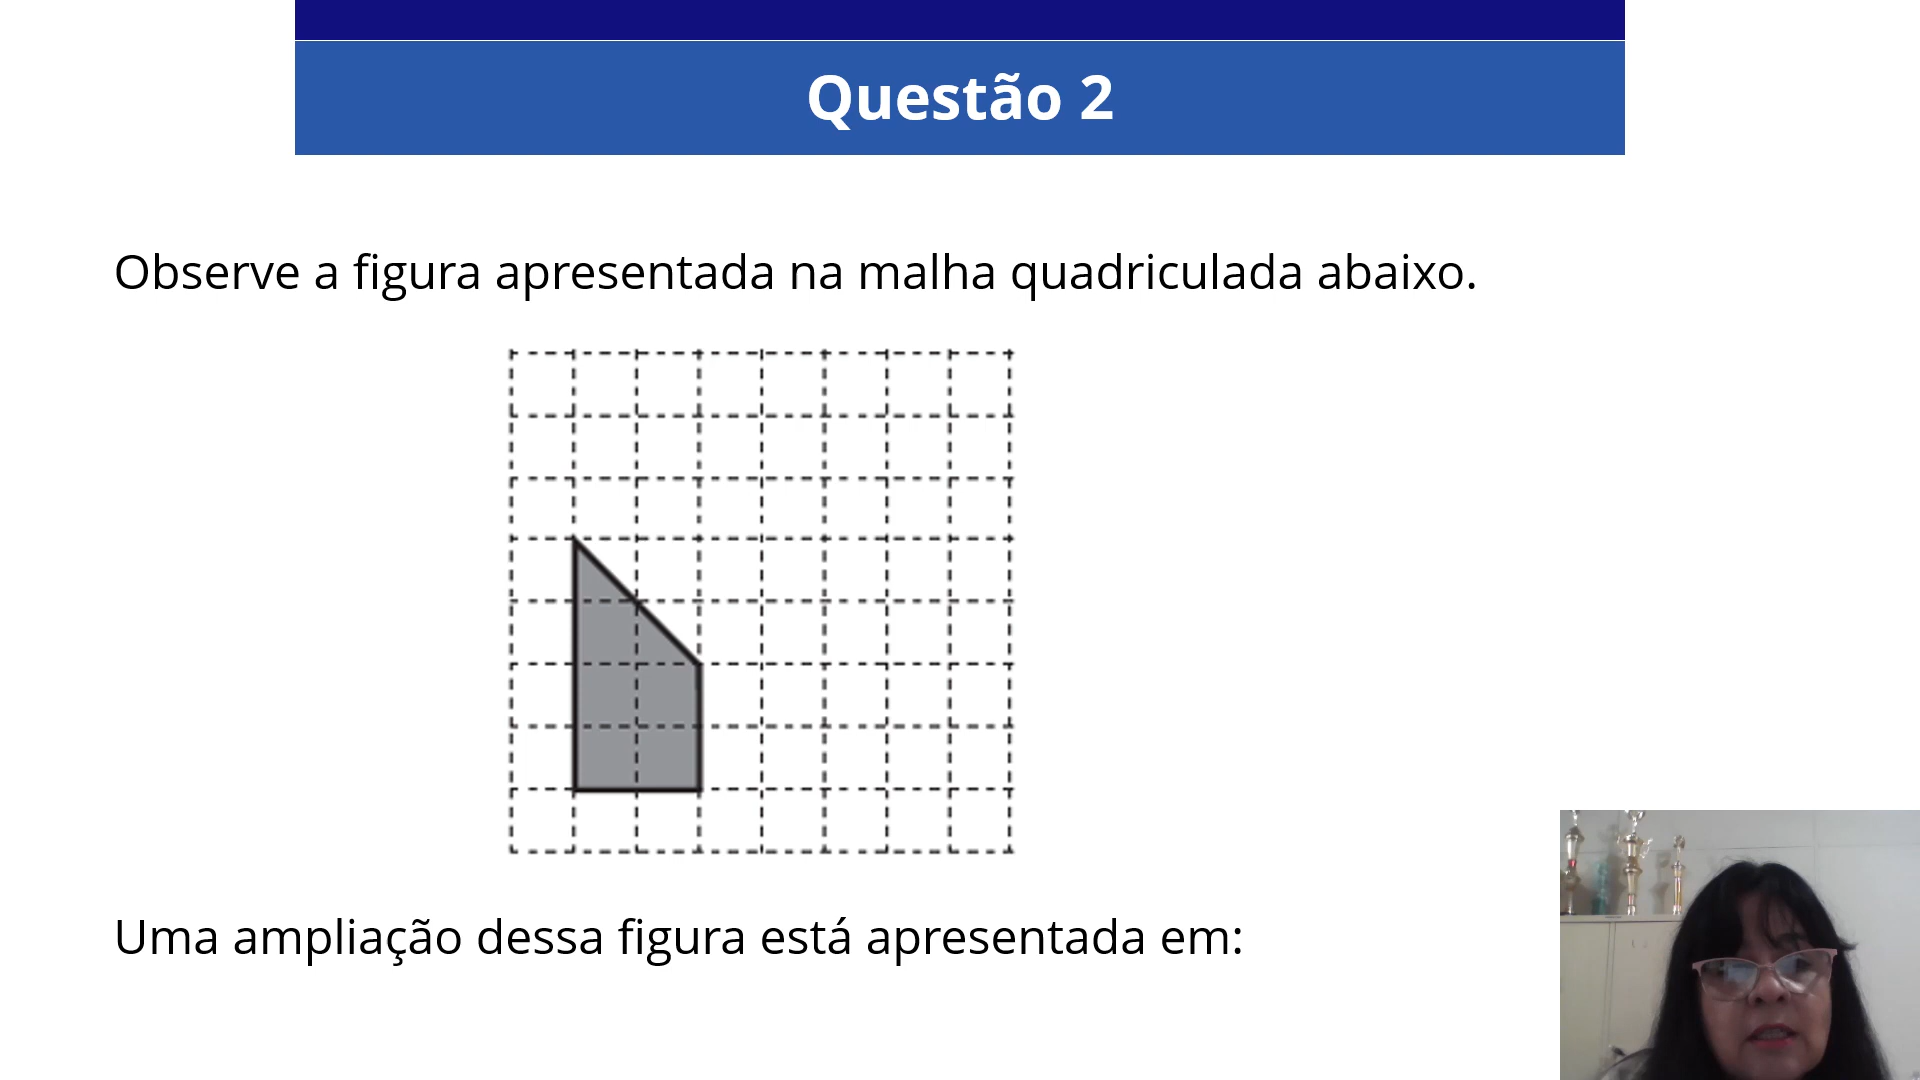 Questão 2
Observe a figura apresentada na malha quadriculada abaixo.
Uma ampliação dessa figura está apresentada em: